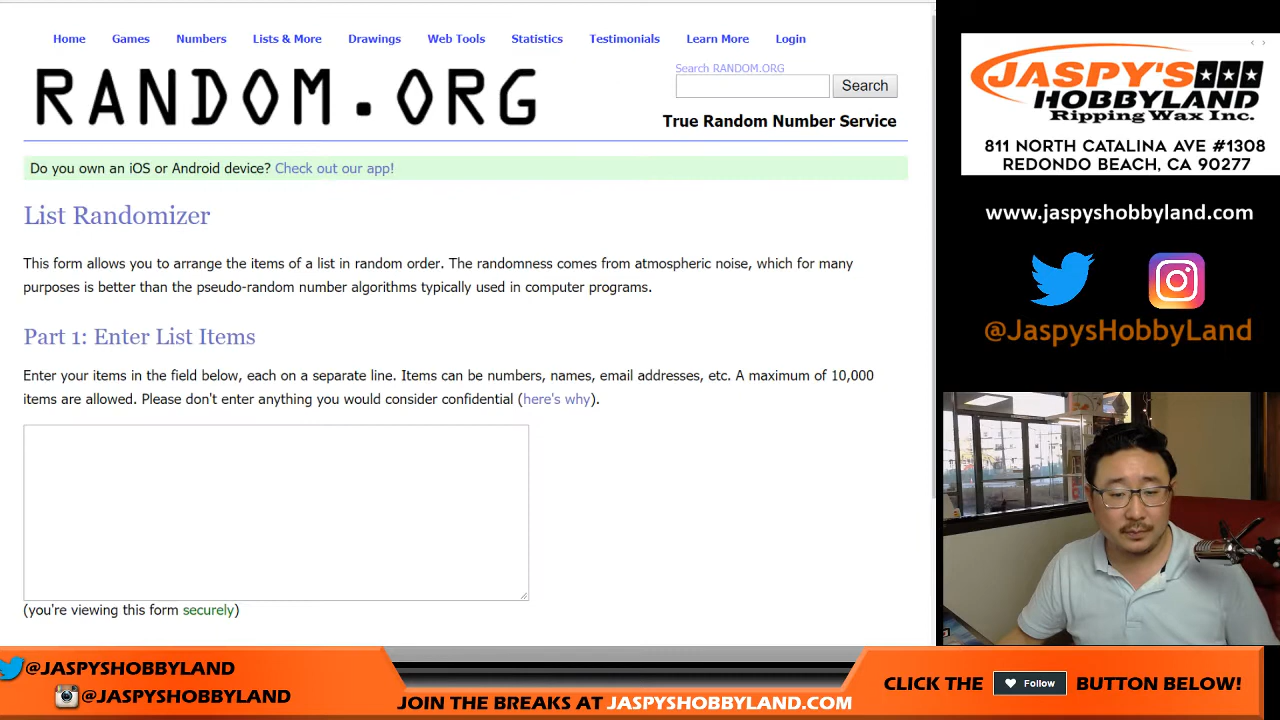 Home Games Numbers Lists & More Drawings Web Tools Statistics Testimonials Learn More Login
RANDOM.ORG
Search RANDOM.ORG
Search
True Random Number Service
Do you own an iOS or Android device? Check out our app!
List Randomizer
This form allows you to arrange the items of a list in random order. The randomness comes from atmospheric noise, which for many
purposes is better than the pseudo-random number algorithms typically used in computer programs.
Part 1: Enter List Items
Enter your items in the field below, each on a separate line. Items can be numbers, names, email addresses, etc. A maximum of 10,000
items are allowed. Please don't enter anything you would consider confidential (here's why).
(you're viewing this form securely)
JASPY'S
HOBBYLAND
Ripping Wax Inc.
811 NORTH CATALINA AVE #1308
REDONDO BEACH, CA 90277
www.jaspyshobbyland.com
@JaspysHobbyLand
@JASPYSHOBBYLAND
@JASPYSHOBBYLAND
JOIN THE BREAKS AT JASPYSHOBBYLAND.COM
CLICK THE Follow BUTTON BELOW!